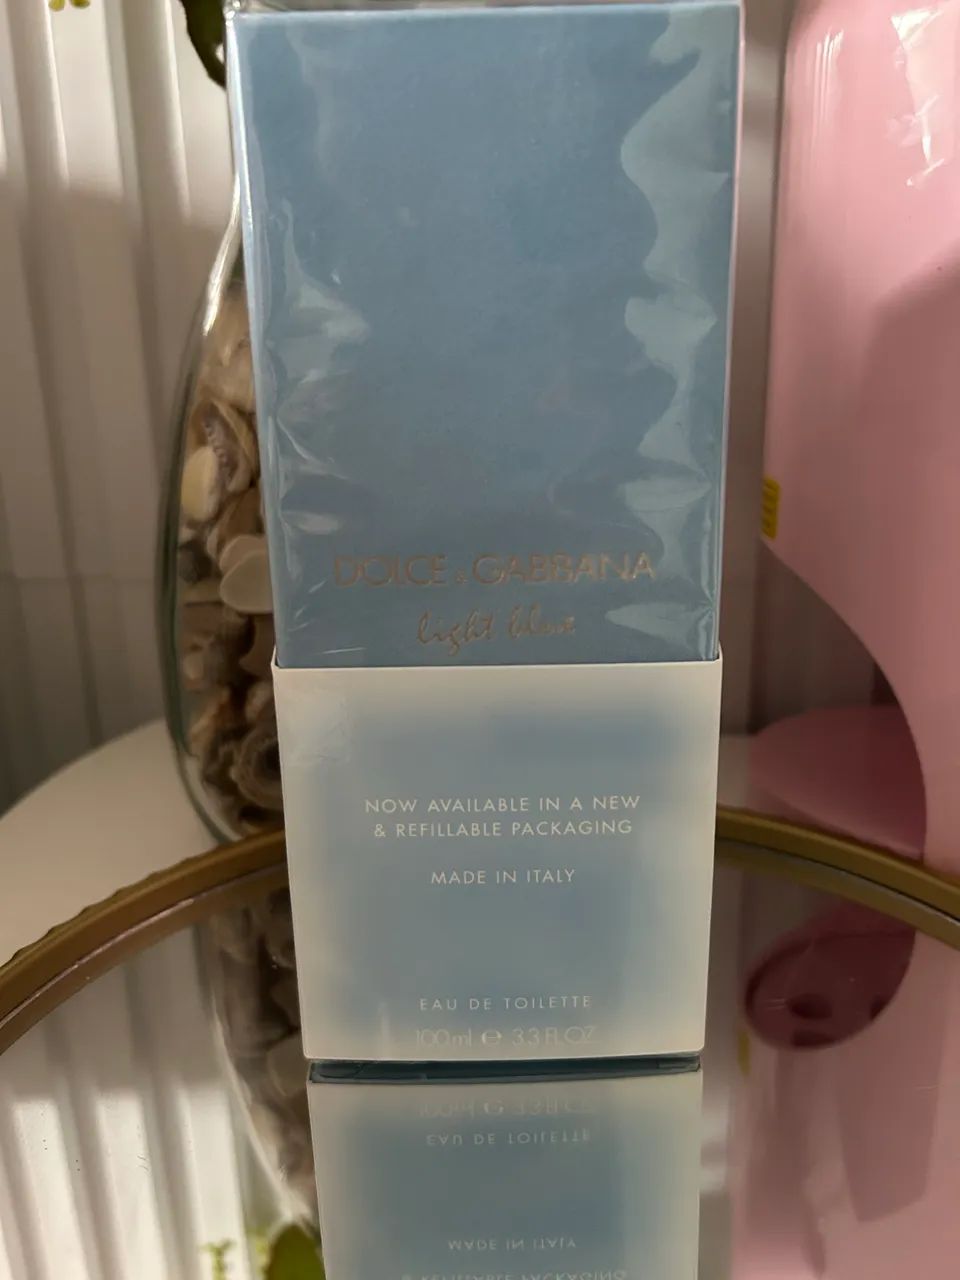 DOLCE & GABBANA
light blue
NOW AVAILABLE IN A NEW
& REFILLABLE PACKAGING
MADE IN ITALY
EAU DE TOILETTE
100ml ℮ 3.3 FL.OZ.